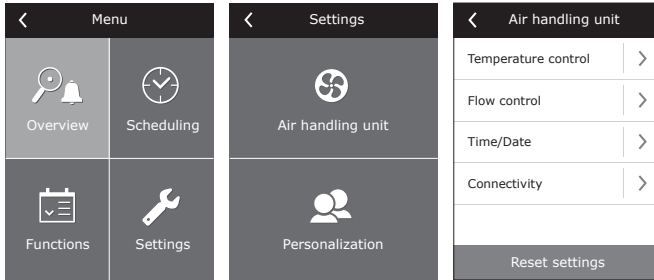 Menu
Overview
Scheduling
Functions
Settings
Settings
Air handling unit
Personalization
Air handling unit
Temperature control
Flow control
Time/Date
Connectivity
Reset settings